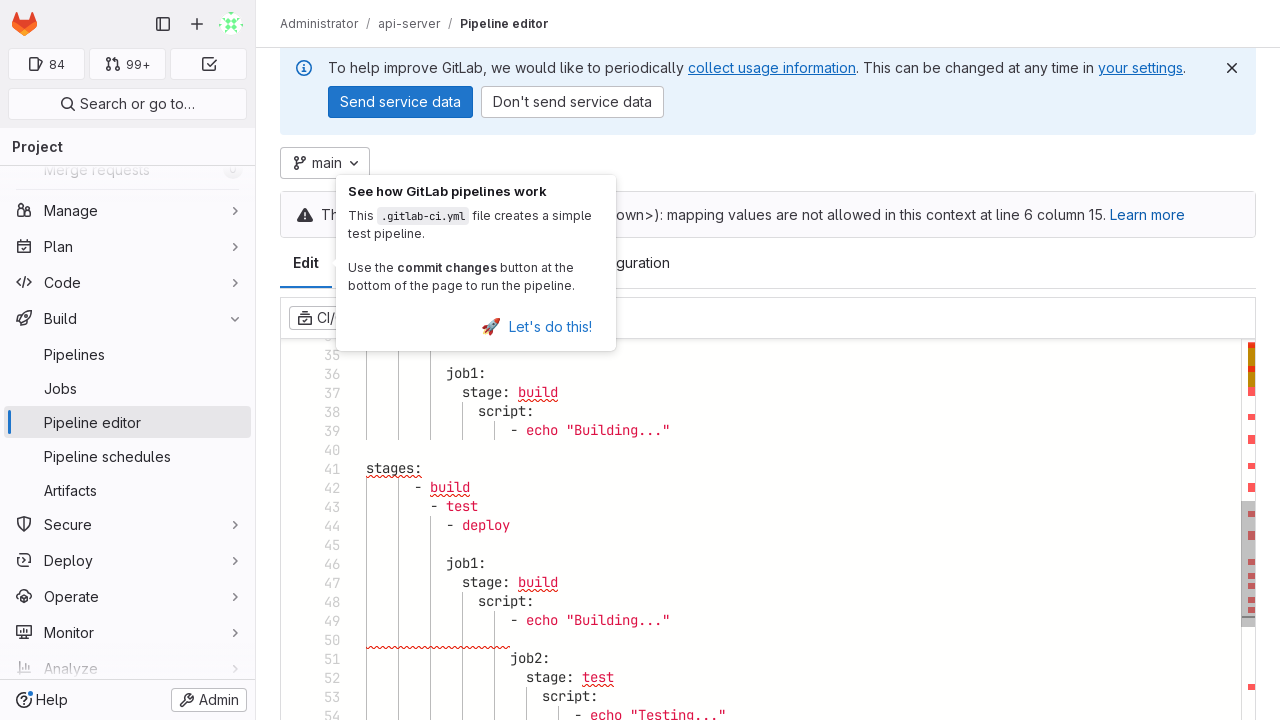 Administrator / api-server / Pipeline editor
84
99+
Search or go to…
Project
Merge requests
Manage
Plan
Code
Build
Pipelines
Jobs
Pipeline editor
Pipeline schedules
Artifacts
Secure
Deploy
Operate
Monitor
Analyze
Help
Admin
To help improve GitLab, we would like to periodically collect usage information. This can be changed at any time in your settings.
Send service data
Don't send service data
main
See how GitLab pipelines work
This .gitlab-ci.yml file creates a simple
test pipeline.
Use the commit changes button at the
bottom of the page to run the pipeline.
🚀 Let's do this!
own>): mapping values are not allowed in this context at line 6 column 15. Learn more
Edit
guration
CI/
35
36 job1:
37 stage: build
38 script:
39 - echo "Building..."
40
41 stages:
42 - build
43 - test
44 - deploy
45
46 job1:
47 stage: build
48 script:
49 - echo "Building..."
50
51 job2:
52 stage: test
53 script:
54 - echo "Testing..."